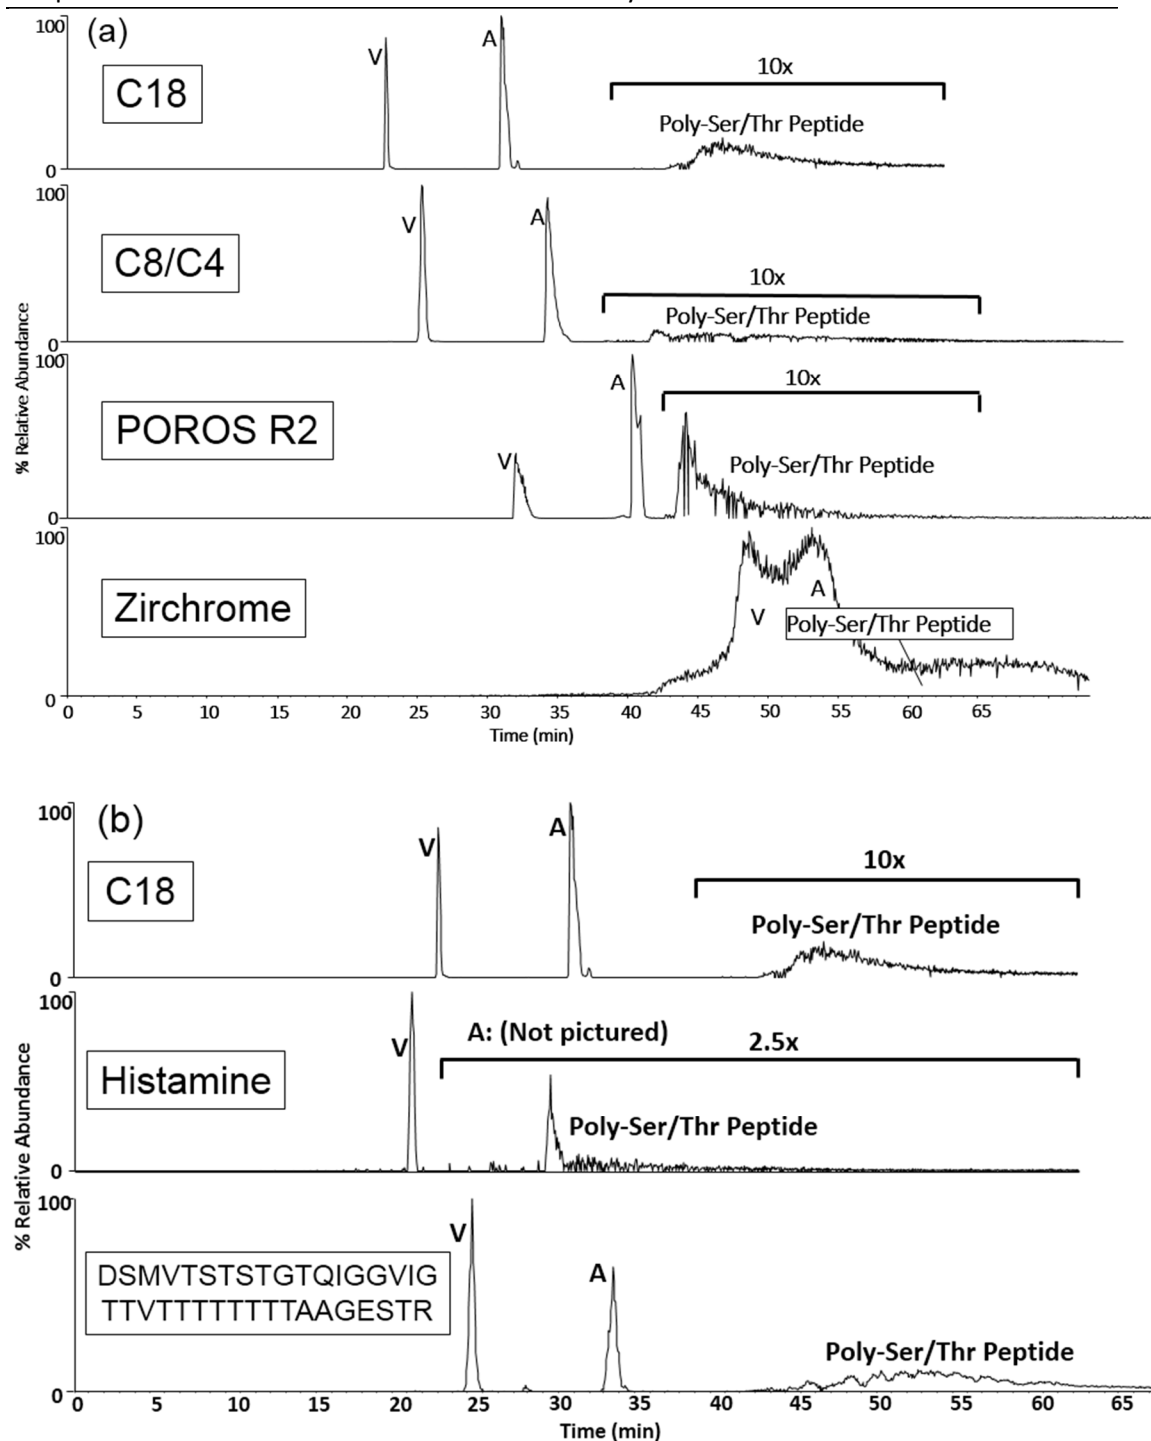 100
(a)
V
A
10x
C18
Poly-Ser/Thr Peptide
0
100
V
A
C8/C4
10x
Poly-Ser/Thr Peptide
0
% Relative Abundance
100
A
10x
POROS R2
V
Poly-Ser/Thr Peptide
0
100
Zirchrome
A
V
Poly-Ser/Thr Peptide
0
0 5 10 15 20 25 30 35 40 45 50 55 60 65
Time (min)
100
(b)
V
A
10x
C18
Poly-Ser/Thr Peptide
0
100
A: (Not pictured)
V
2.5x
Histamine
Poly-Ser/Thr Peptide
0
% Relative Abundance
100
V
DSMVTSTSTGTQIGGVIG
TTVTTTTTTTTAAGESTR
A
Poly-Ser/Thr Peptide
0
0 5 10 15 20 25 30 35 40 45 50 55 60 65
Time (min)